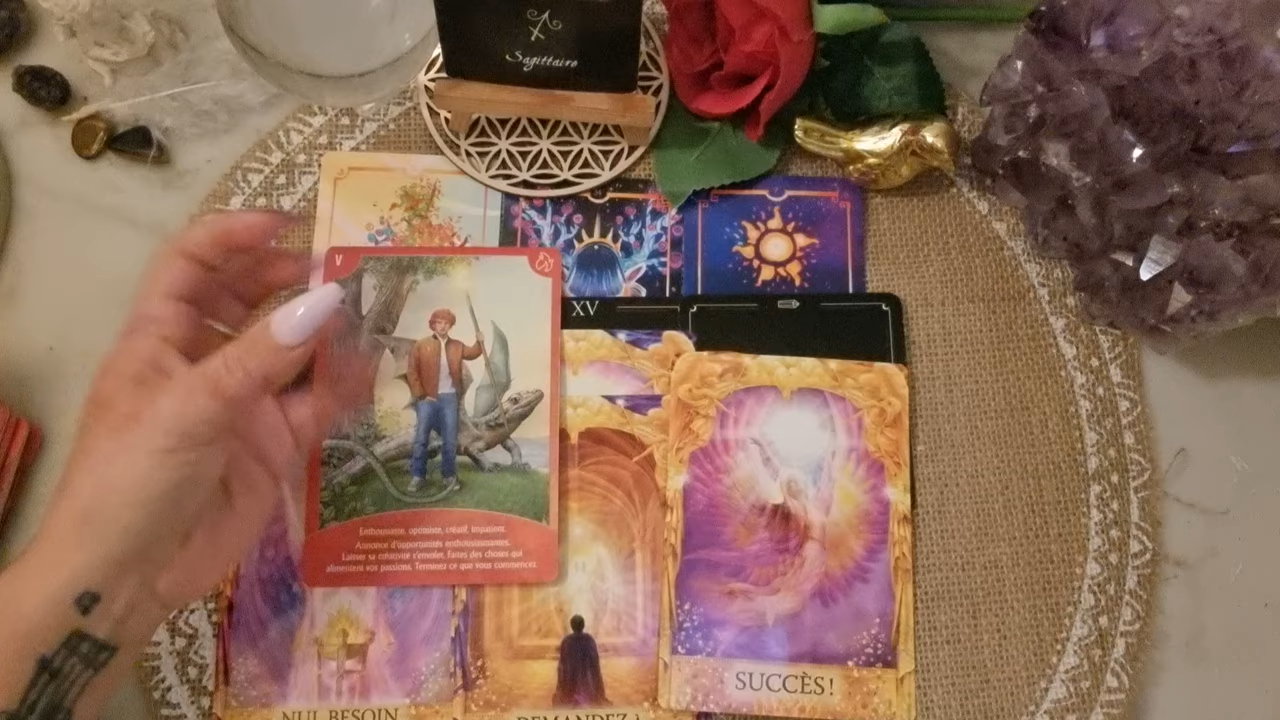 Sagittaire
V
XV
Enthousiaste, optimiste, créatif, impatient.
Annonce d'opportunités enthousiasmantes.
Laisser sa créativité s'envoler. Faites des choses qui
alimentent vos passions. Terminez ce que vous commencez.
SUCCÈS!
NUL BESOIN
DEMANDEZ À